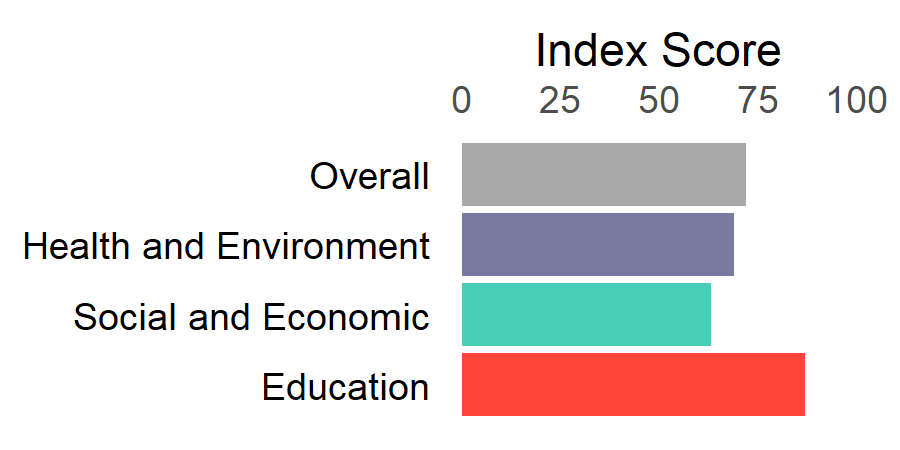 Index Score
0 25 50 75 100
Overall
Health and Environment
Social and Economic
Education